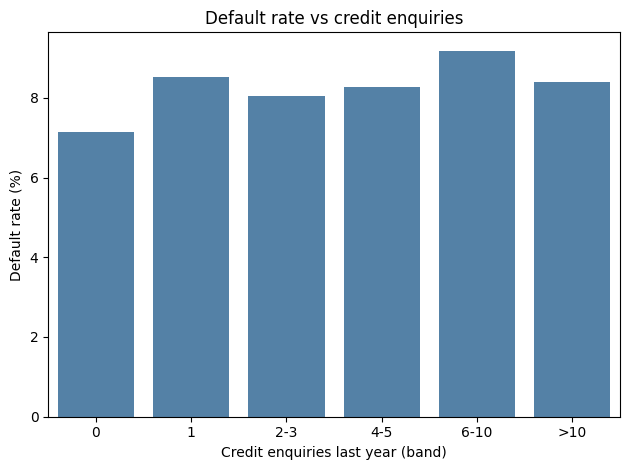 Default rate vs credit enquiries
Default rate (%)
8
6
4
2
0
0 1 2-3 4-5 6-10 >10
Credit enquiries last year (band)